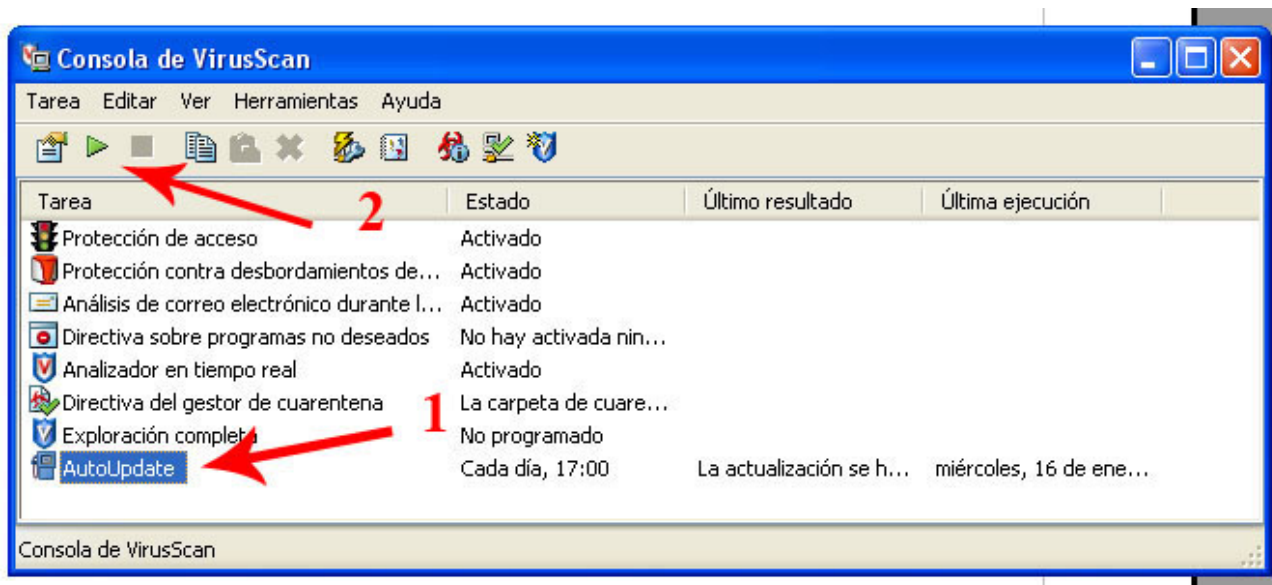 Consola de VirusScan
Tarea Editar Ver Herramientas Ayuda
2
Tarea Estado Último resultado Última ejecución
Protección de acceso Activado
Protección contra desbordamientos de... Activado
Análisis de correo electrónico durante l... Activado
Directiva sobre programas no deseados No hay activada nin...
Analizador en tiempo real Activado
Directiva del gestor de cuarentena La carpeta de cuare...
1
Exploración completa No programado
AutoUpdate Cada día, 17:00 La actualización se h... miércoles, 16 de ene...
Consola de VirusScan